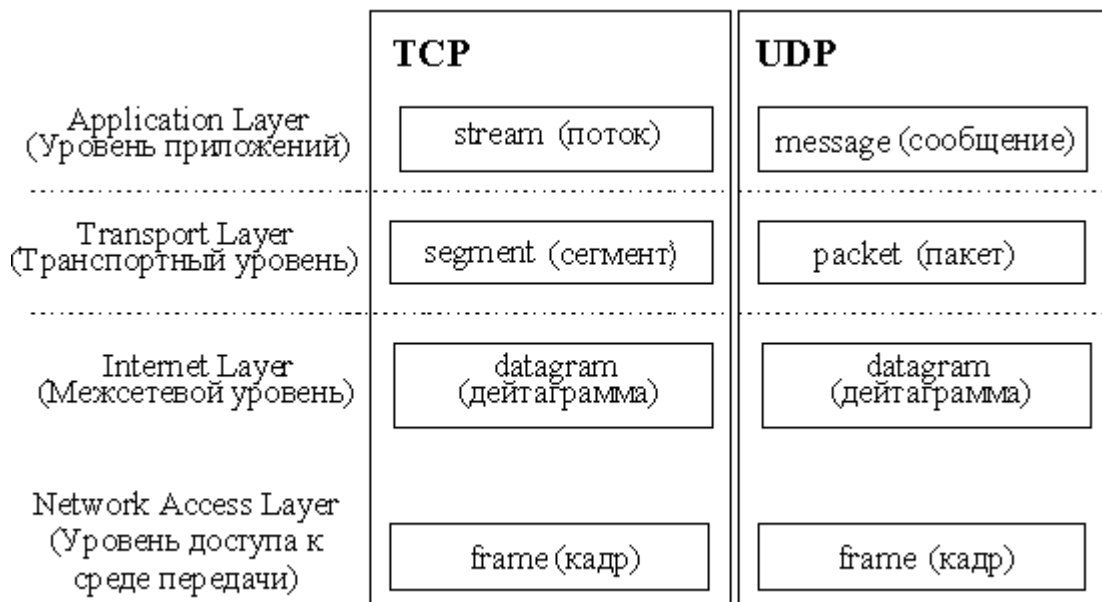 TCP
UDP
Application Layer
(Уровень приложений)
stream (поток)
message (сообщение)
Transport Layer
(Транспортный уровень)
segment (сегмент)
packet (пакет)
Internet Layer
(Межсетевой уровень)
datagram
(дейтаграмма)
datagram
(дейтаграмма)
Network Access Layer
(Уровень доступа к
среде передачи)
frame (кадр)
frame (кадр)